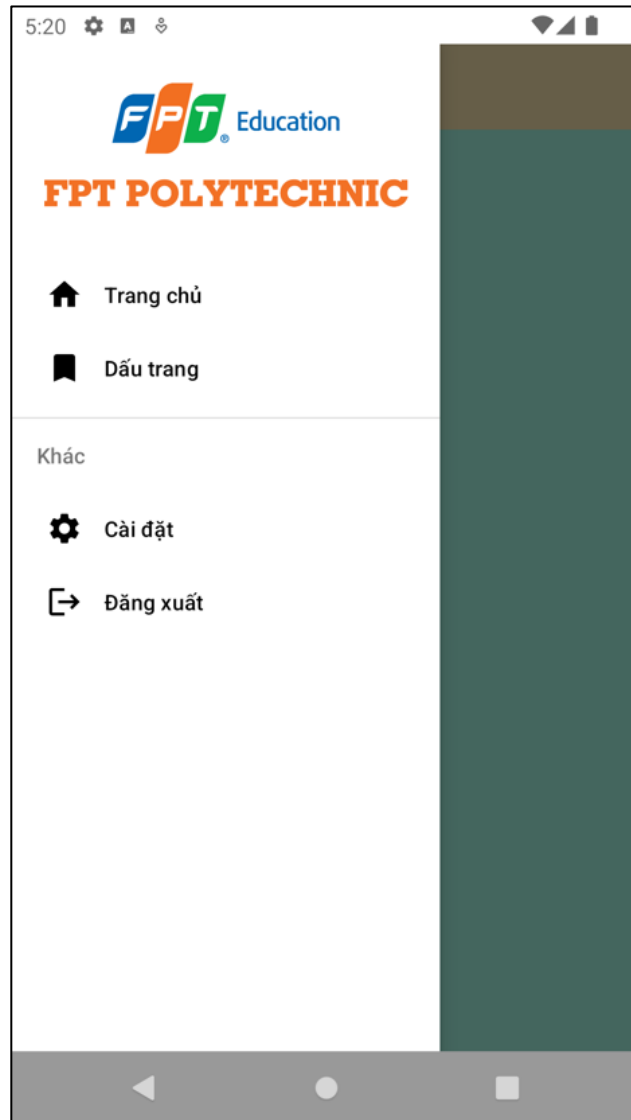 5:20
FPT Education
FPT POLYTECHNIC
Trang chủ
Dấu trang
Khác
Cài đặt
Đăng xuất